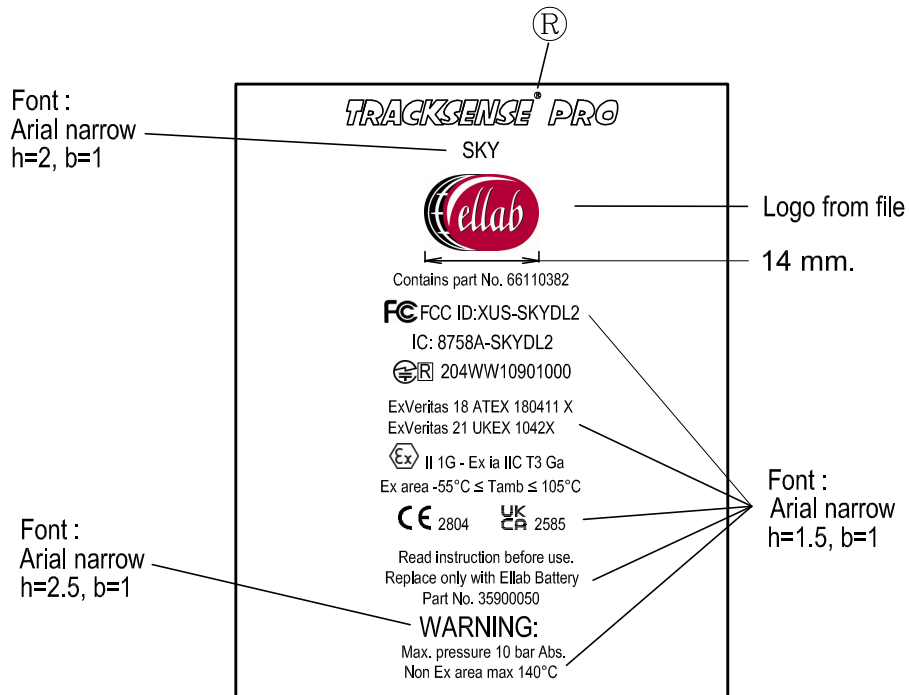 ®
TRACKSENSE® PRO
Font :
Arial narrow
h=2, b=1
SKY
ellab
Logo from file
14 mm.
Contains part No. 66110382
FC FCC ID:XUS-SKYDL2
IC: 8758A-SKYDL2
R 204WW10901000
ExVeritas 18 ATEX 180411 X
ExVeritas 21 UKEX 1042X
Ex II 1G - Ex ia IIC T3 Ga
Ex area -55°C ≤ Tamb ≤ 105°C
CE 2804 UK CA 2585
Font :
Arial narrow
h=1.5, b=1
Font :
Arial narrow
h=2.5, b=1
Read instruction before use.
Replace only with Ellab Battery
Part No. 35900050
WARNING:
Max. pressure 10 bar Abs.
Non Ex area max 140°C